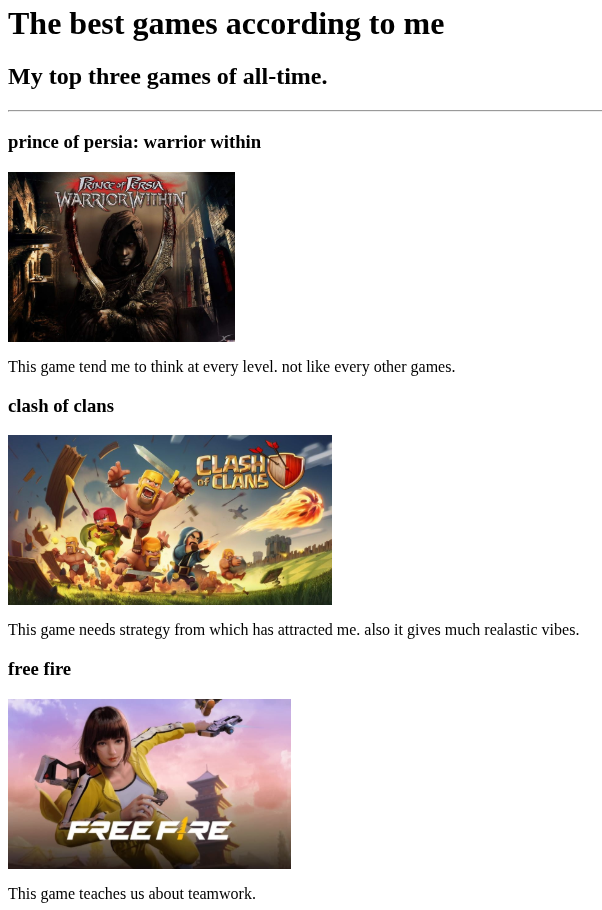 The best games according to me
My top three games of all-time.
prince of persia: warrior within
PRINCE of PERSIA
WARRIOR WITHIN
This game tend me to think at every level. not like every other games.
clash of clans
CLASH
OF CLANS
This game needs strategy from which has attracted me. also it gives much realastic vibes.
free fire
FREE FIRE
This game teaches us about teamwork.